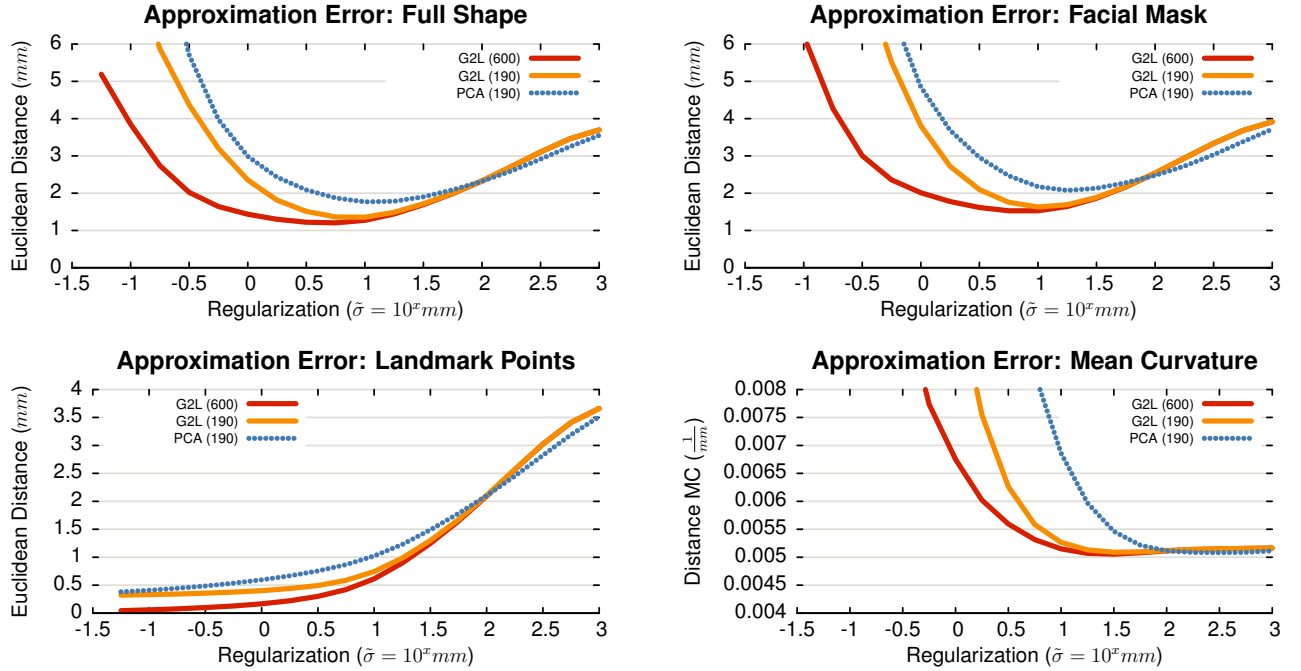 Approximation Error: Full Shape
Euclidean Distance (mm)
6
5
4
3
2
1
0
G2L (600)
G2L (190)
PCA (190)
-1.5 -1 -0.5 0 0.5 1 1.5 2 2.5 3
Regularization (σ̃ = 10^x mm)
Approximation Error: Facial Mask
Euclidean Distance (mm)
6
5
4
3
2
1
0
G2L (600)
G2L (190)
PCA (190)
-1.5 -1 -0.5 0 0.5 1 1.5 2 2.5 3
Regularization (σ̃ = 10^x mm)
Approximation Error: Landmark Points
Euclidean Distance (mm)
4
3.5
3
2.5
2
1.5
1
0.5
0
G2L (600)
G2L (190)
PCA (190)
-1.5 -1 -0.5 0 0.5 1 1.5 2 2.5 3
Regularization (σ̃ = 10^x mm)
Approximation Error: Mean Curvature
Distance MC (1/mm)
0.008
0.0075
0.007
0.0065
0.006
0.0055
0.005
0.0045
0.004
G2L (600)
G2L (190)
PCA (190)
-1.5 -1 -0.5 0 0.5 1 1.5 2 2.5 3
Regularization (σ̃ = 10^x mm)